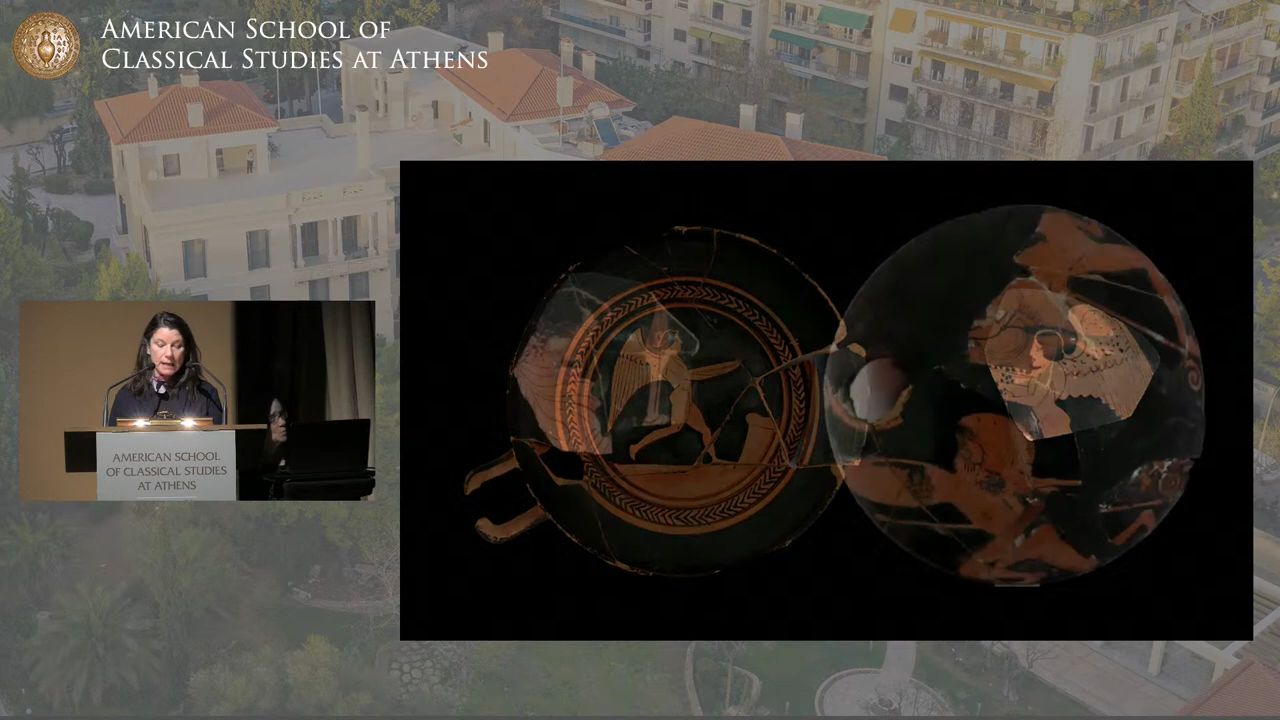 AMERICAN SCHOOL OF
CLASSICAL STUDIES AT ATHENS
AMERICAN SCHOOL
OF CLASSICAL STUDIES
AT ATHENS